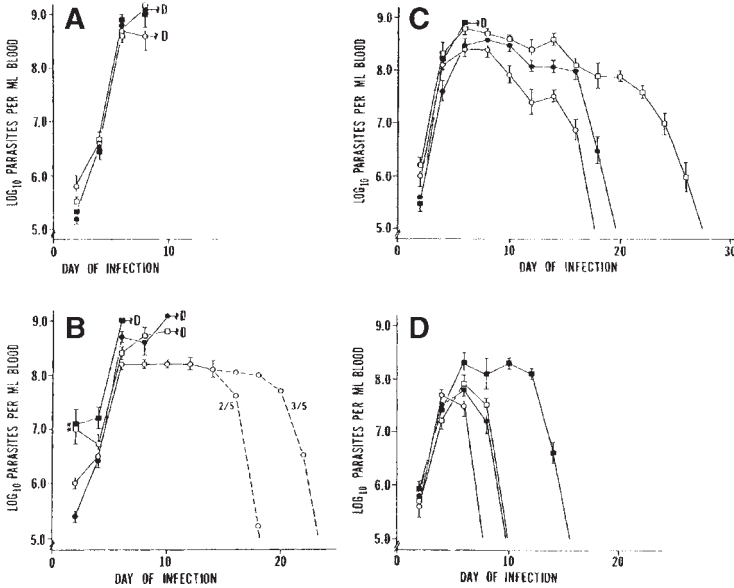 A
LOG₁₀ PARASITES PER ML BLOOD
9.0
8.0
7.0
6.0
5.0
D
D
0
10
DAY OF INFECTION
C
LOG₁₀ PARASITES PER ML BLOOD
9.0
8.0
7.0
6.0
5.0
D
0
10
20
30
DAY OF INFECTION
B
LOG₁₀ PARASITES PER ML BLOOD
9.0
8.0
7.0
6.0
5.0
**
D
D
D
2/5
3/5
0
10
20
DAY OF INFECTION
D
LOG₁₀ PARASITES PER ML BLOOD
9.0
8.0
7.0
6.0
5.0
0
10
20
DAY OF INFECTION